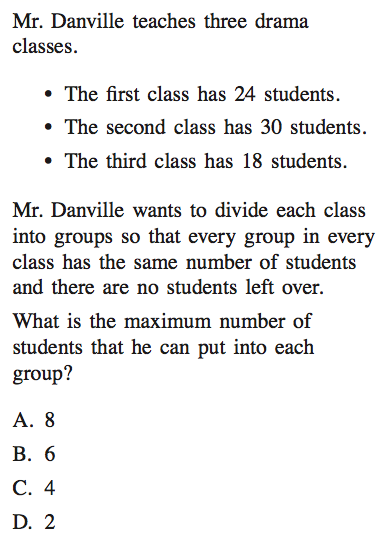 Mr. Danville teaches three drama
classes.
• The first class has 24 students.
• The second class has 30 students.
• The third class has 18 students.
Mr. Danville wants to divide each class
into groups so that every group in every
class has the same number of students
and there are no students left over.
What is the maximum number of
students that he can put into each
group?
A. 8
B. 6
C. 4
D. 2